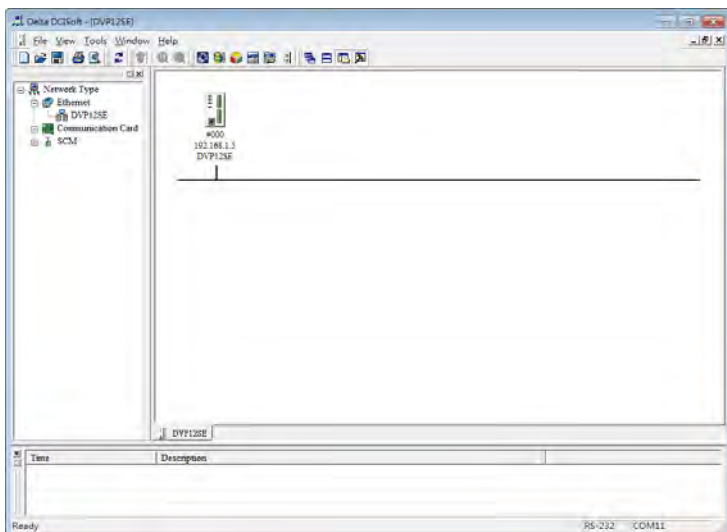 Delta DCISoft - [DVP12SE]
File View Tools Window Help
Network Type
Ethernet
DVP12SE
Communication Card
SCM
#000
192.168.1.5
DVP12SE
DVP12SE
Time Description
Ready RS-232 COM11